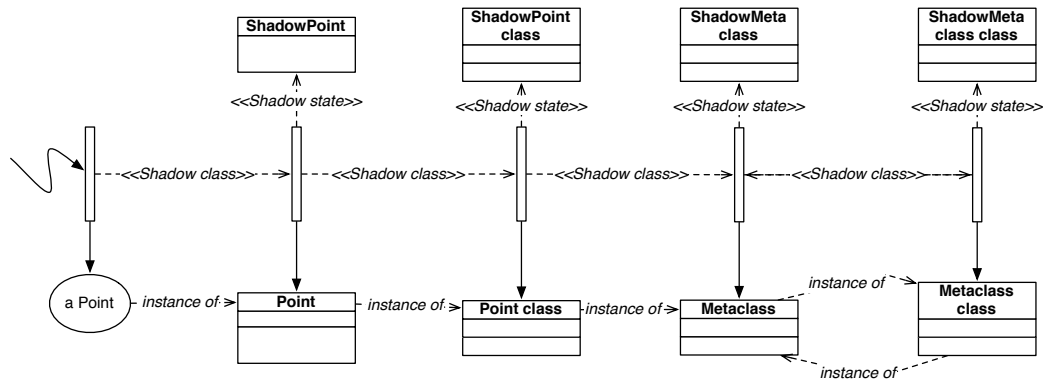 ShadowPoint
ShadowPoint
class
ShadowMeta
class
ShadowMeta
class class
<<Shadow state>>
<<Shadow state>>
<<Shadow state>>
<<Shadow state>>
<<Shadow class>>
<<Shadow class>>
<<Shadow class>>
<<Shadow class>>
a Point
instance of
Point
instance of
Point class
instance of
Metaclass
instance of
Metaclass
class
instance of